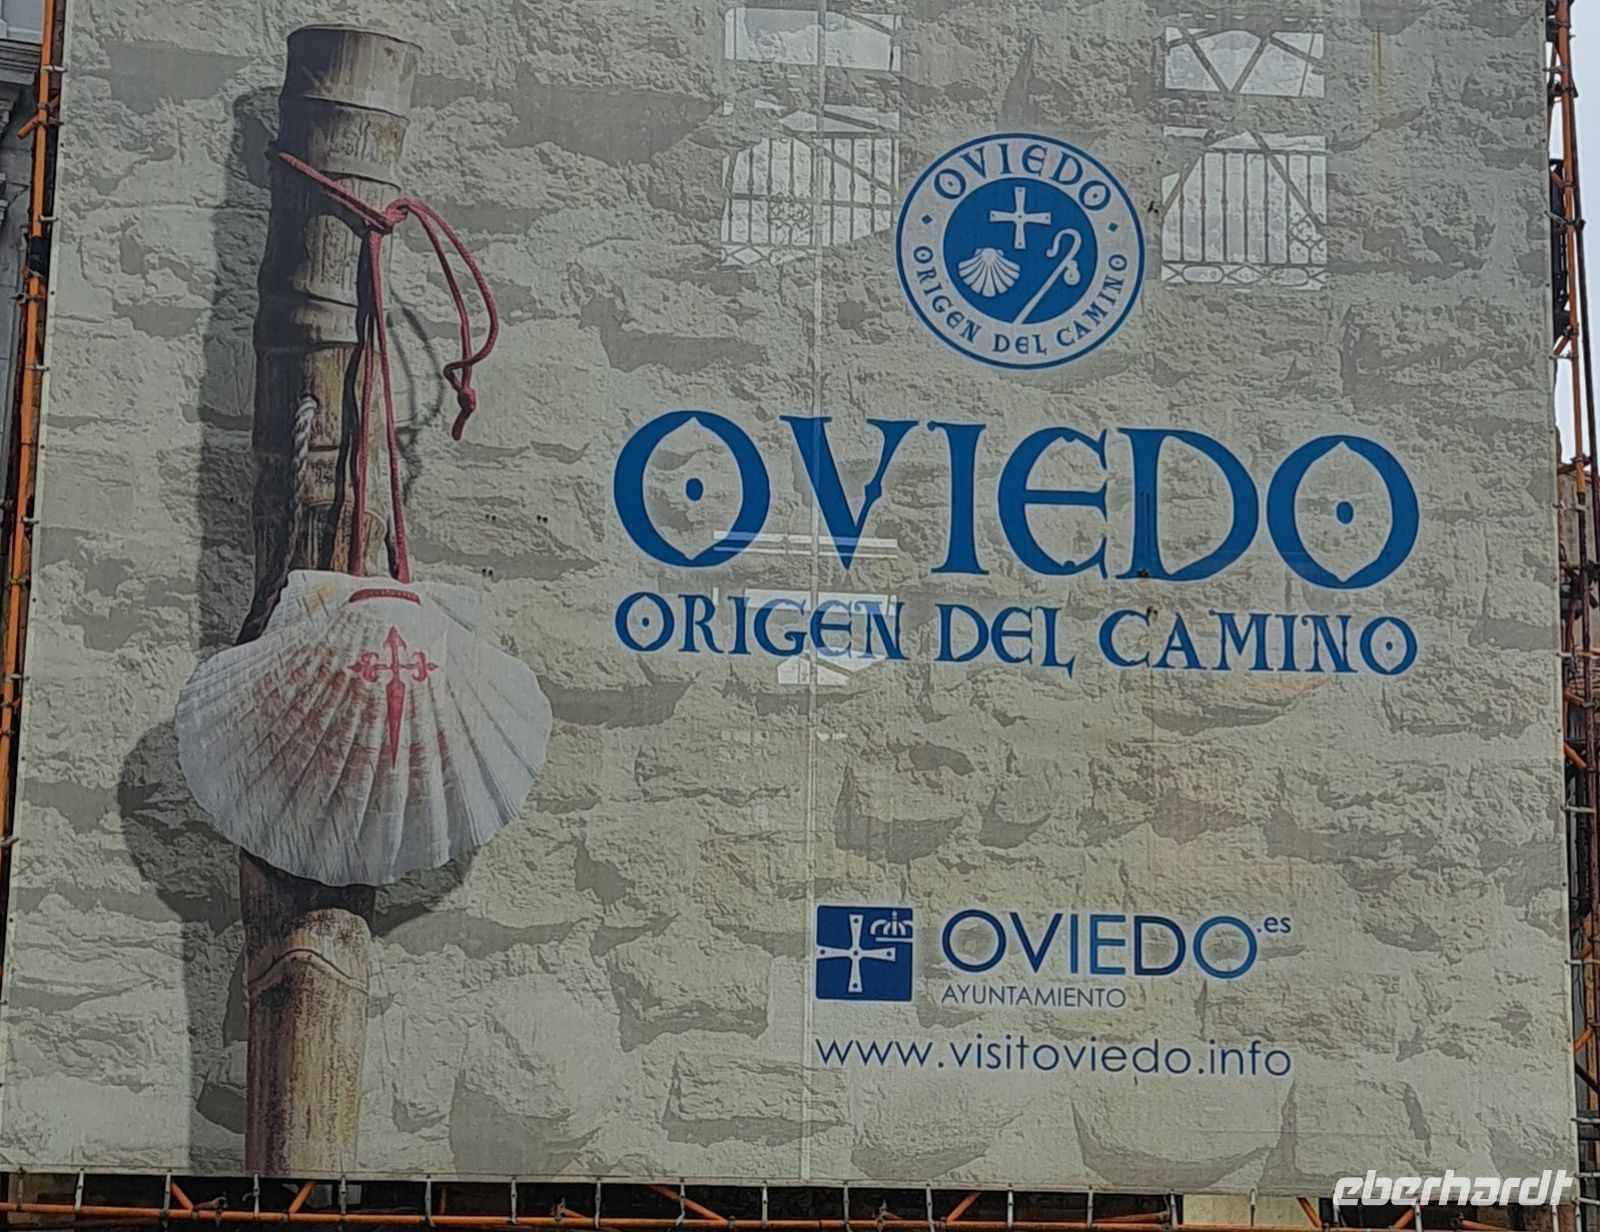 OVIEDO
ORIGEN DEL CAMINO
OVIEDO
ORIGEN DEL CAMINO
OVIEDO.es
AYUNTAMIENTO
www.visitoviedo.info
eberhardt